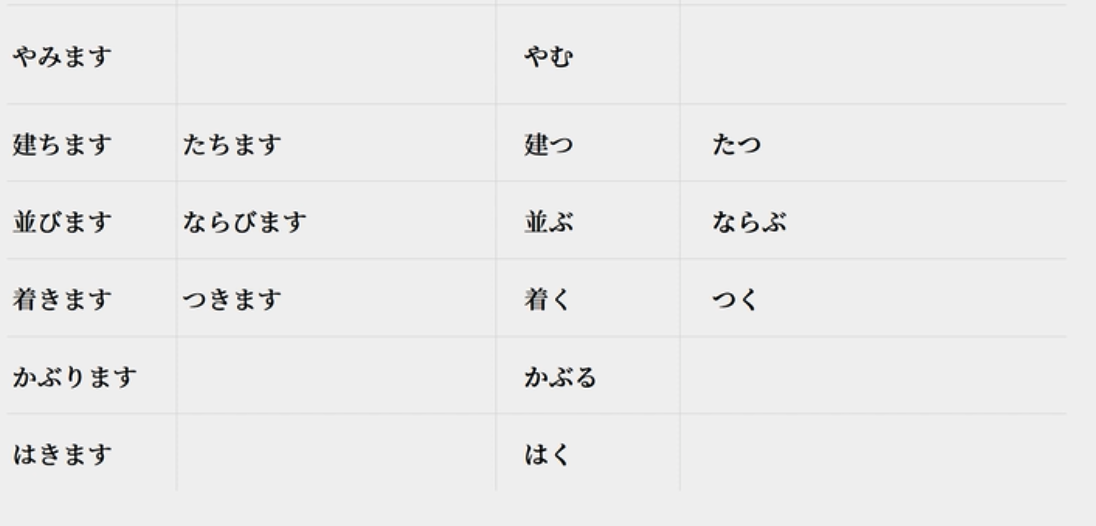 やみます やむ
建ちます たちます 建つ たつ
並びます ならびます 並ぶ ならぶ
着きます つきます 着く つく
かぶります かぶる
はきます はく